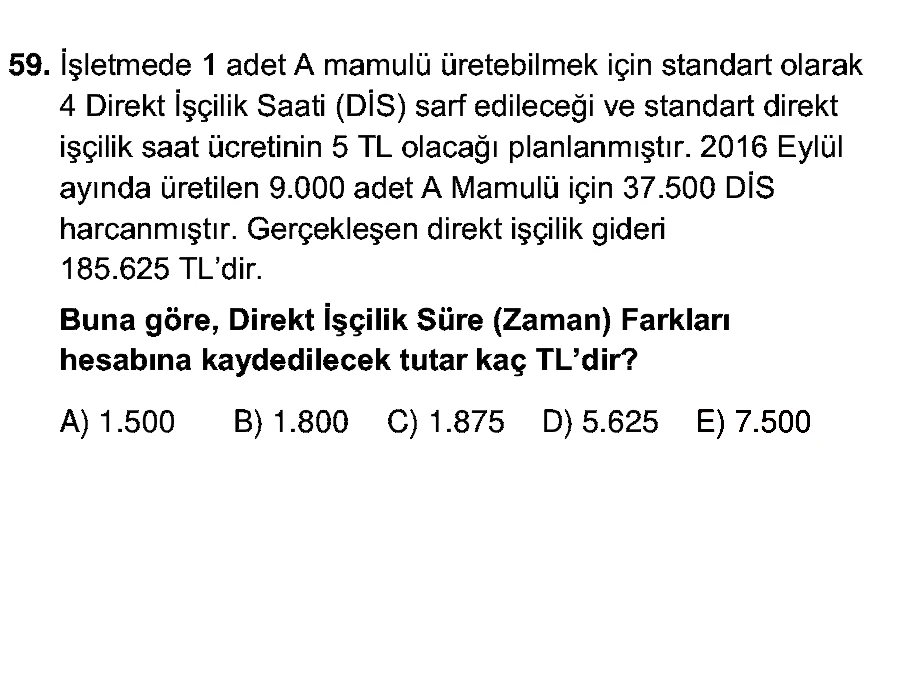 59. İşletmede 1 adet A mamulü üretebilmek için standart olarak
4 Direkt İşçilik Saati (DİS) sarf edileceği ve standart direkt
işçilik saat ücretinin 5 TL olacağı planlanmıştır. 2016 Eylül
ayında üretilen 9.000 adet A Mamulü için 37.500 DİS
harcanmıştır. Gerçekleşen direkt işçilik gideri
185.625 TL’dir.
Buna göre, Direkt İşçilik Süre (Zaman) Farkları
hesabına kaydedilecek tutar kaç TL’dir?
A) 1.500 B) 1.800 C) 1.875 D) 5.625 E) 7.500